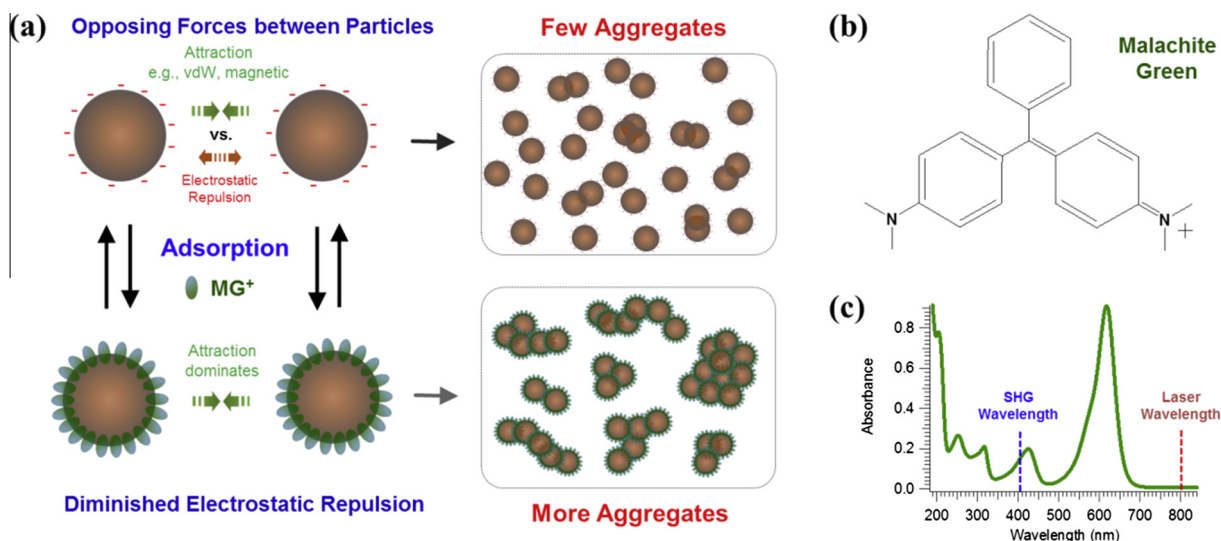 (a)
Opposing Forces between Particles
Attraction
e.g., vdW, magnetic
vs.
Electrostatic
Repulsion
Adsorption
MG+
Attraction
dominates
Diminished Electrostatic Repulsion
Few Aggregates
More Aggregates
(b)
Malachite
Green
N
N
+
(c)
Absorbance
0.8
0.6
0.4
0.2
0.0
SHG
Wavelength
Laser
Wavelength
200 300 400 500 600 700 800
Wavelength (nm)